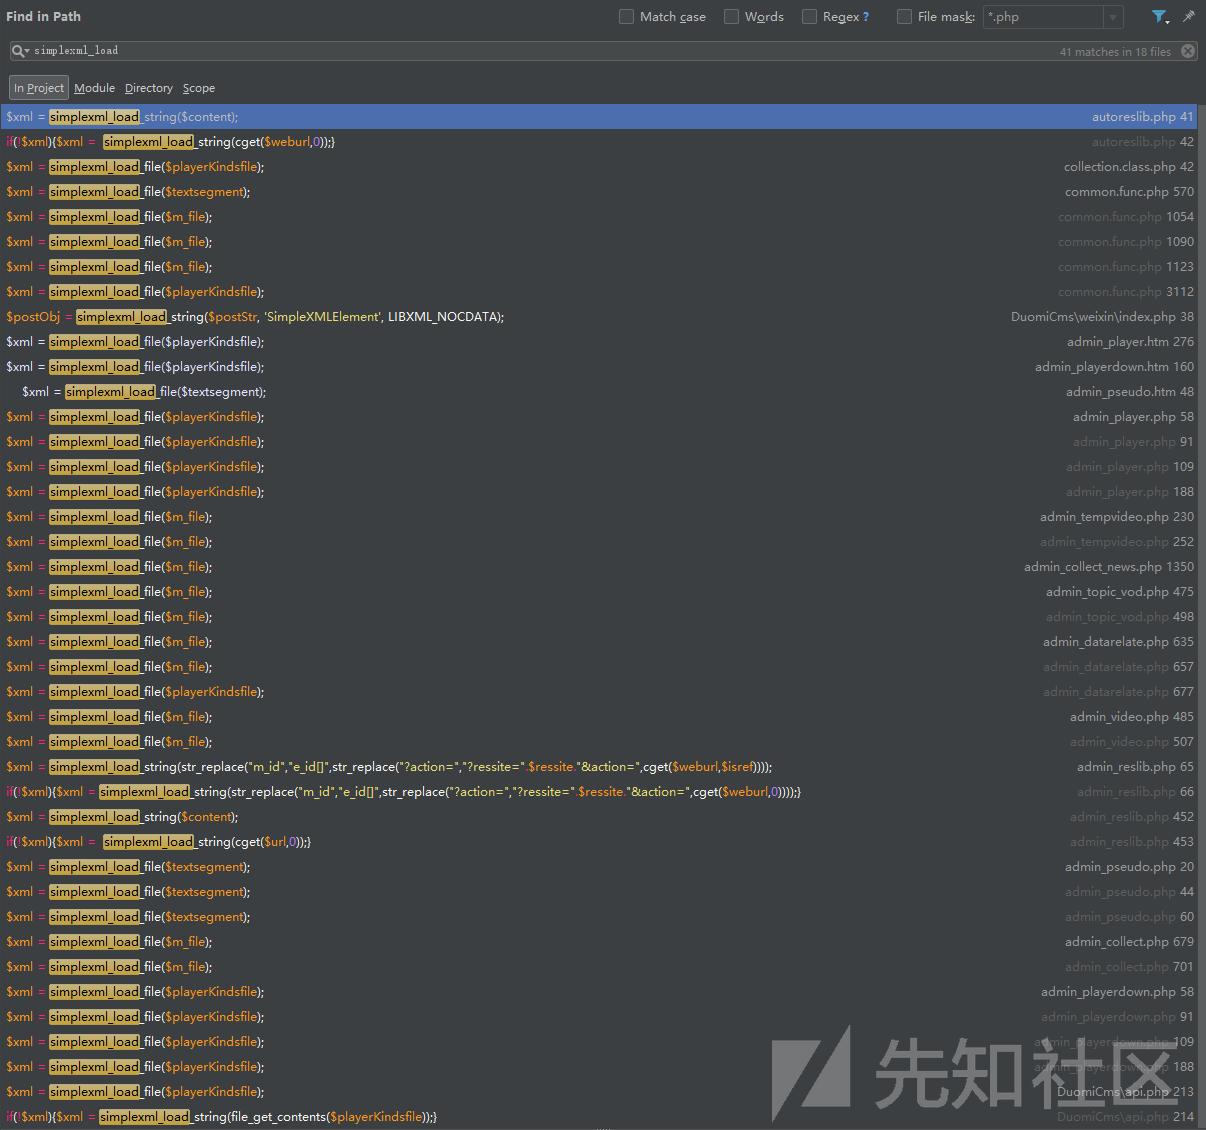 Find in Path Match case Words Regex ? File mask: *.php
simplexml_load 41 matches in 18 files
In Project Module Directory Scope
$xml = simplexml_load_string($content); autoreslib.php 41
if(!$xml){$xml = simplexml_load_string(cget($weburl,0));} autoreslib.php 42
$xml = simplexml_load_file($playerKindsfile); collection.class.php 42
$xml = simplexml_load_file($textsegment); common.func.php 570
$xml = simplexml_load_file($m_file); common.func.php 1054
$xml = simplexml_load_file($m_file); common.func.php 1090
$xml = simplexml_load_file($m_file); common.func.php 1123
$xml = simplexml_load_file($playerKindsfile); common.func.php 3112
$postObj = simplexml_load_string($postStr, 'SimpleXMLElement', LIBXML_NOCDATA); DuomiCms\weixin\index.php 38
$xml = simplexml_load_file($playerKindsfile); admin_player.htm 276
$xml = simplexml_load_file($playerKindsfile); admin_playerdown.htm 160
$xml = simplexml_load_file($textsegment); admin_pseudo.htm 48
$xml = simplexml_load_file($playerKindsfile); admin_player.php 58
$xml = simplexml_load_file($playerKindsfile); admin_player.php 91
$xml = simplexml_load_file($playerKindsfile); admin_player.php 109
$xml = simplexml_load_file($playerKindsfile); admin_player.php 188
$xml = simplexml_load_file($m_file); admin_tempvideo.php 230
$xml = simplexml_load_file($m_file); admin_tempvideo.php 252
$xml = simplexml_load_file($m_file); admin_collect_news.php 1350
$xml = simplexml_load_file($m_file); admin_topic_vod.php 475
$xml = simplexml_load_file($m_file); admin_topic_vod.php 498
$xml = simplexml_load_file($m_file); admin_datarelate.php 635
$xml = simplexml_load_file($m_file); admin_datarelate.php 657
$xml = simplexml_load_file($playerKindsfile); admin_datarelate.php 677
$xml = simplexml_load_file($m_file); admin_video.php 485
$xml = simplexml_load_file($m_file); admin_video.php 507
$xml = simplexml_load_string(str_replace("m_id","e_id[]",str_replace("?action=","?ressite=".$ressite."&action=",cget($weburl,$isref)))); admin_reslib.php 65
if(!$xml){$xml = simplexml_load_string(str_replace("m_id","e_id[]",str_replace("?action=","?ressite=".$ressite."&action=",cget($weburl,0))));} admin_reslib.php 66
$xml = simplexml_load_string($content); admin_reslib.php 452
if(!$xml){$xml = simplexml_load_string(cget($url,0));} admin_reslib.php 453
$xml = simplexml_load_file($textsegment); admin_pseudo.php 20
$xml = simplexml_load_file($textsegment); admin_pseudo.php 44
$xml = simplexml_load_file($textsegment); admin_pseudo.php 60
$xml = simplexml_load_file($m_file); admin_collect.php 679
$xml = simplexml_load_file($m_file); admin_collect.php 701
$xml = simplexml_load_file($playerKindsfile); admin_playerdown.php 58
$xml = simplexml_load_file($playerKindsfile); admin_playerdown.php 91
$xml = simplexml_load_file($playerKindsfile); admin_playerdown.php 109
$xml = simplexml_load_file($playerKindsfile); admin_playerdown.php 188
$xml = simplexml_load_file($playerKindsfile); DuomiCms\api.php 213
if(!$xml){$xml = simplexml_load_string(file_get_contents($playerKindsfile));} DuomiCms\api.php 214
先知社区